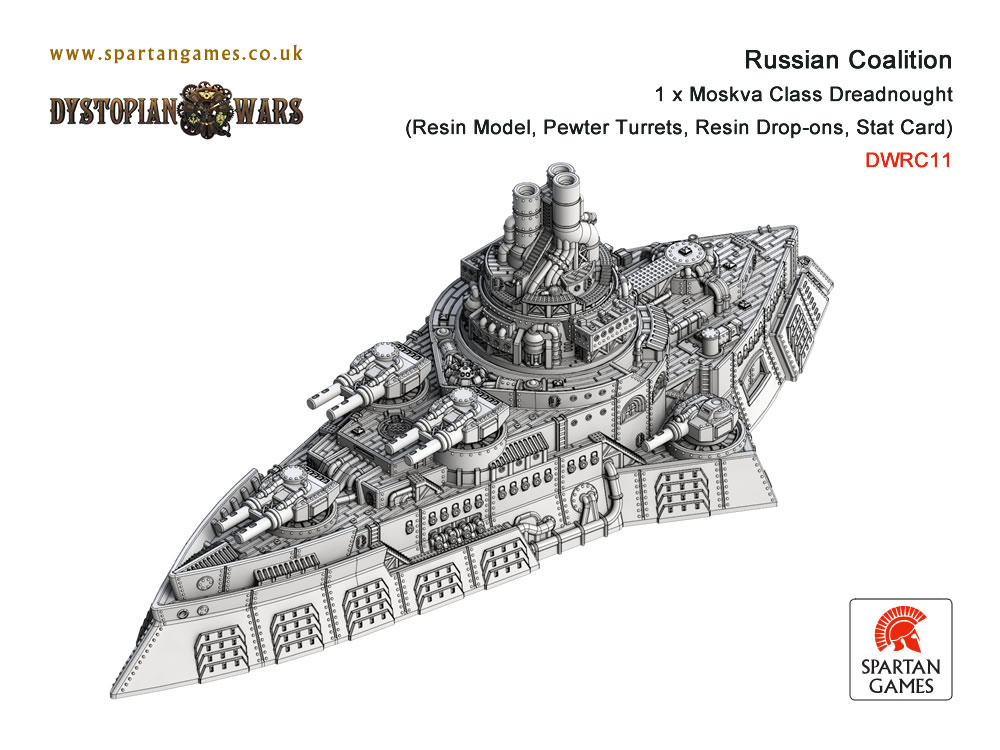 www.spartangames.co.uk
DYSTOPIAN WARS
Russian Coalition
1 x Moskva Class Dreadnought
(Resin Model, Pewter Turrets, Resin Drop-ons, Stat Card)
DWRC11
SPARTAN
GAMES